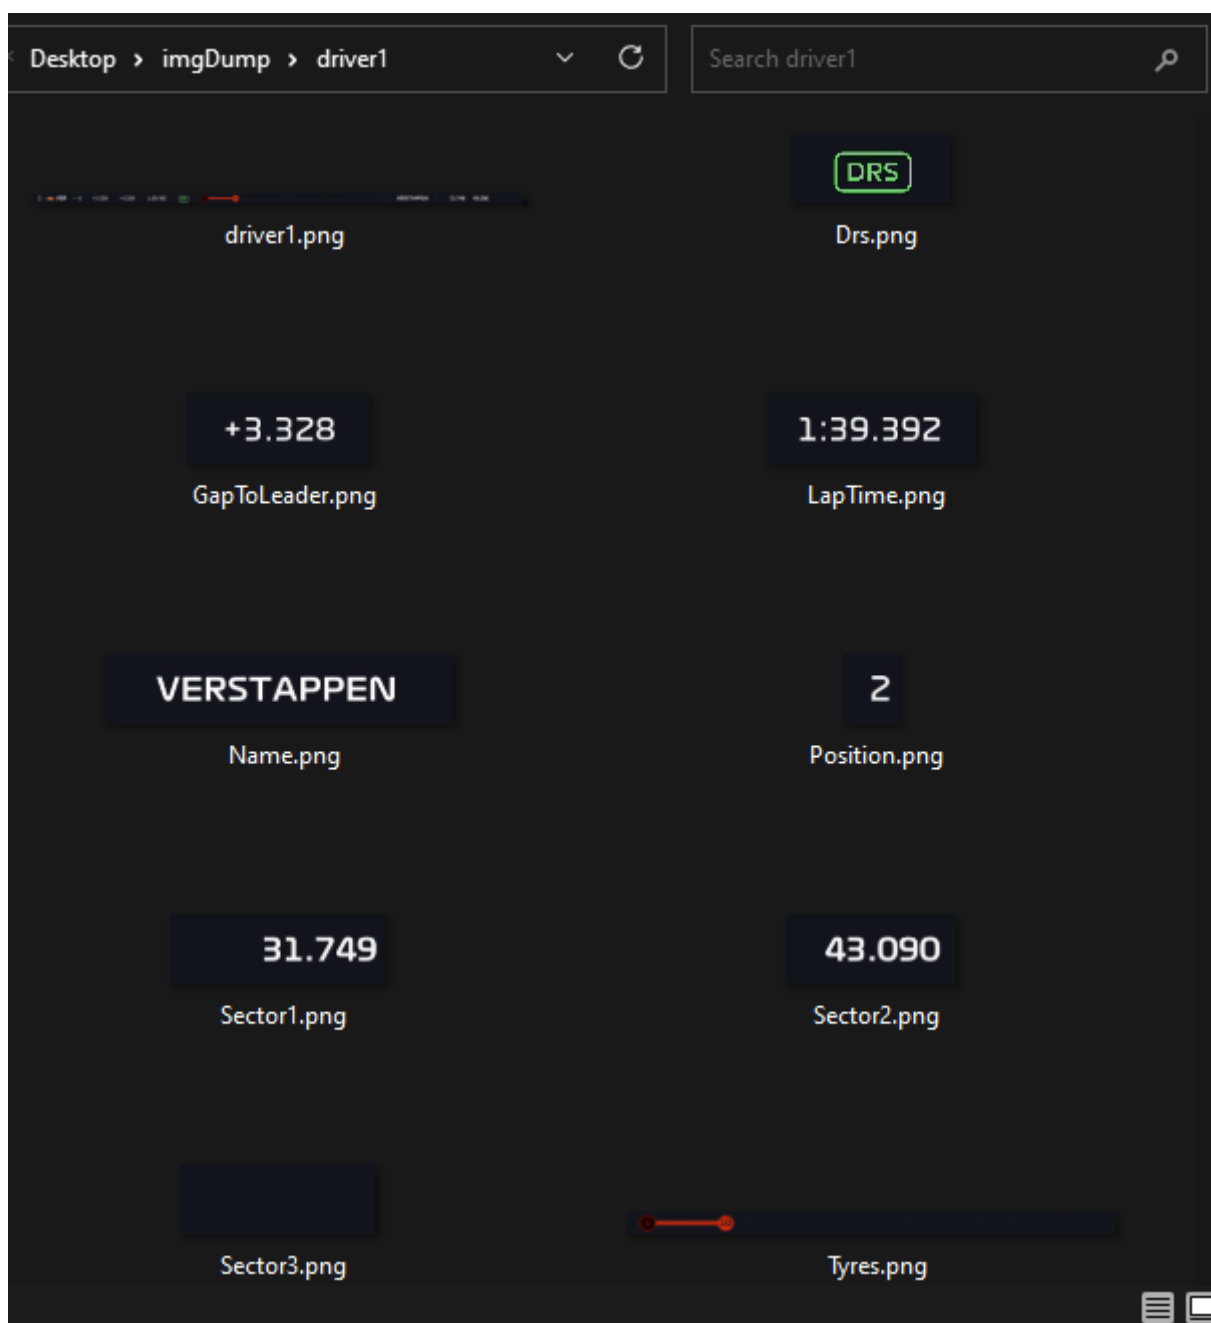 Desktop > imgDump > driver1
Search driver1
DRS
driver1.png
Drs.png
+3.328
1:39.392
GapToLeader.png
LapTime.png
VERSTAPPEN
2
Name.png
Position.png
31.749
43.090
Sector1.png
Sector2.png
Sector3.png
Tyres.png